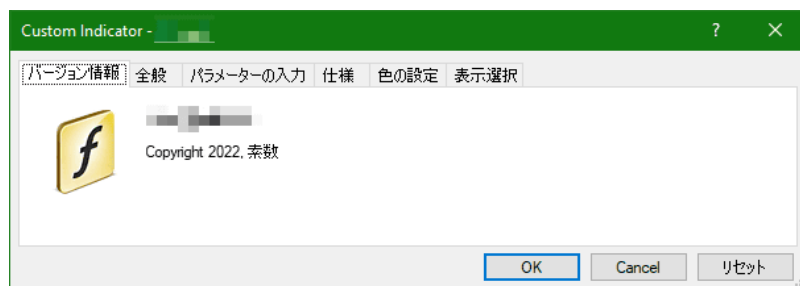 Custom Indicator -
バージョン情報 全般 パラメーターの入力 仕様 色の設定 表示選択
f
Copyright 2022, 素数
OK Cancel リセット